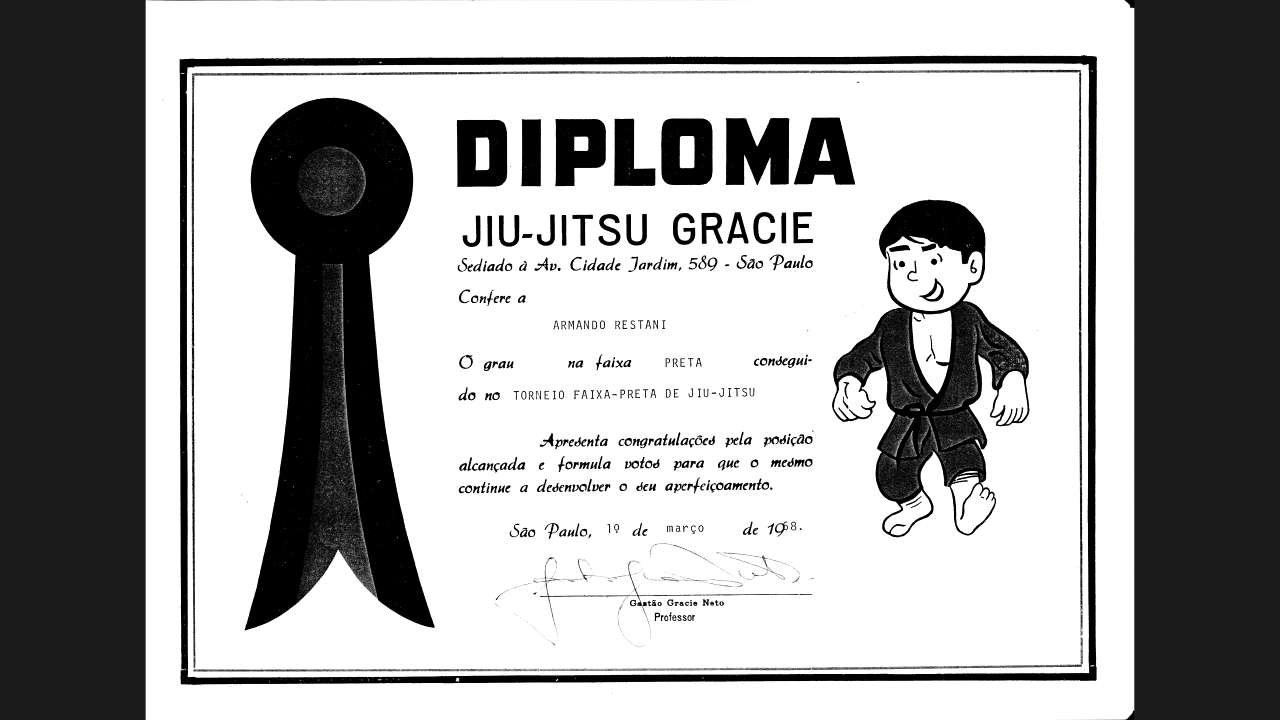 DIPLOMA
JIU-JITSU GRACIE
Sediado à Av. Cidade Jardim, 589 - São Paulo
Confere a
ARMANDO RESTANI
O grau na faixa PRETA consegui-
do no TORNEIO FAIXA-PRETA DE JIU-JITSU
Apresenta congratulações pela posição
alcançada e formula votos para que o mesmo
continue a desenvolver o seu aperfeiçoamento.
São Paulo, 1º de março de 1968.
Gastão Gracie Neto
Professor